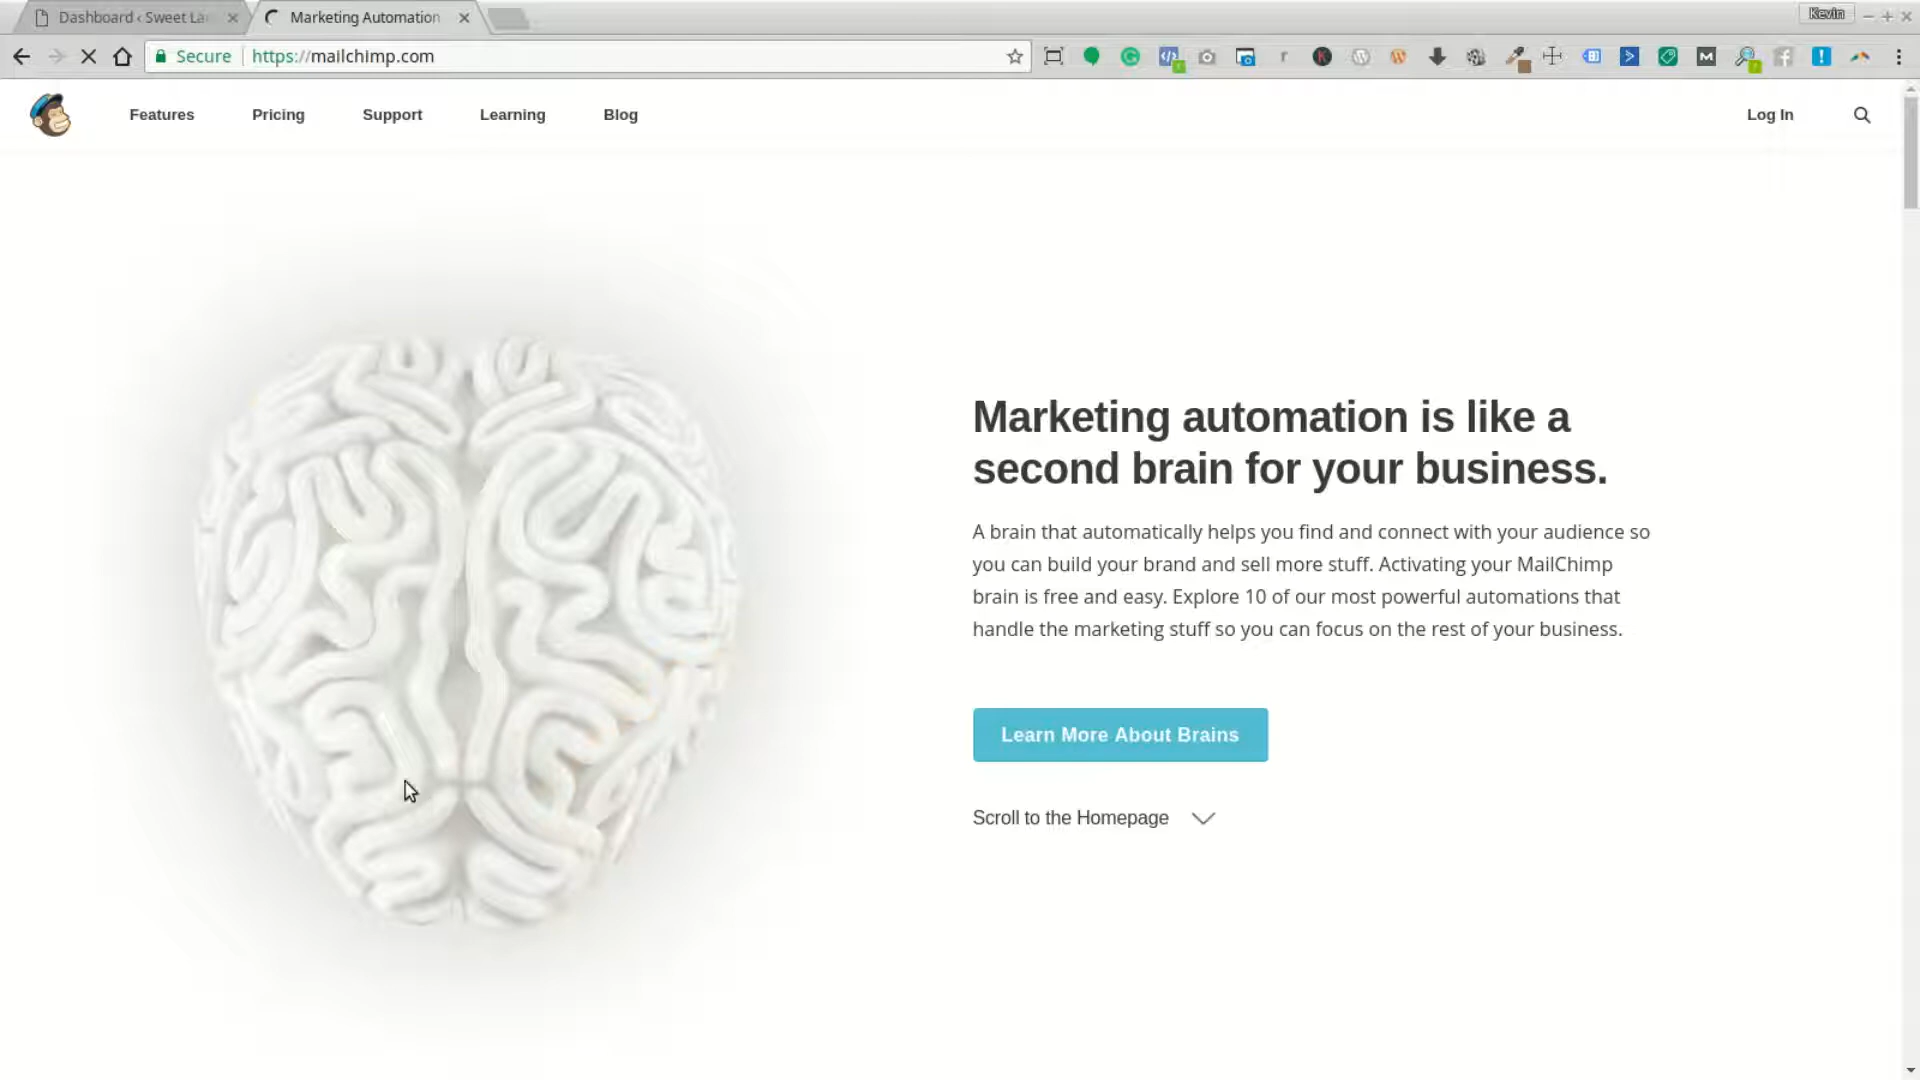 Dashboard ‹ Sweet La
Marketing Automation
Kevin
Secure
https://mailchimp.com
Features
Pricing
Support
Learning
Blog
Log In
Marketing automation is like a
second brain for your business.
A brain that automatically helps you find and connect with your audience so
you can build your brand and sell more stuff. Activating your MailChimp
brain is free and easy. Explore 10 of our most powerful automations that
handle the marketing stuff so you can focus on the rest of your business.
Learn More About Brains
Scroll to the Homepage